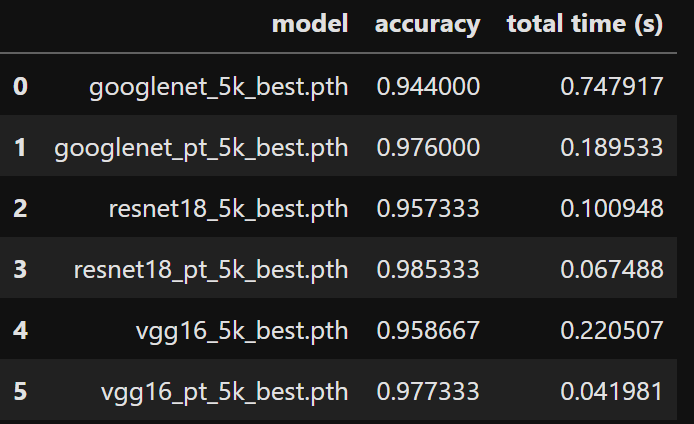 model accuracy total time (s)
0 googlenet_5k_best.pth 0.944000 0.747917
1 googlenet_pt_5k_best.pth 0.976000 0.189533
2 resnet18_5k_best.pth 0.957333 0.100948
3 resnet18_pt_5k_best.pth 0.985333 0.067488
4 vgg16_5k_best.pth 0.958667 0.220507
5 vgg16_pt_5k_best.pth 0.977333 0.041981